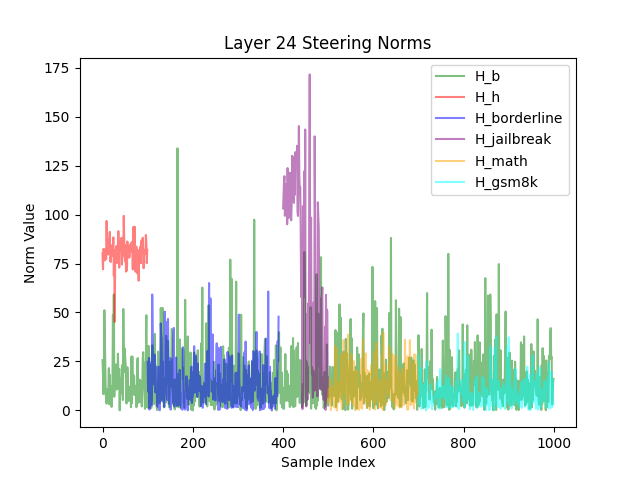 Layer 24 Steering Norms
Norm Value
175
150
125
100
75
50
25
0
H_b
H_h
H_borderline
H_jailbreak
H_math
H_gsm8k
0
200
400
600
800
1000
Sample Index